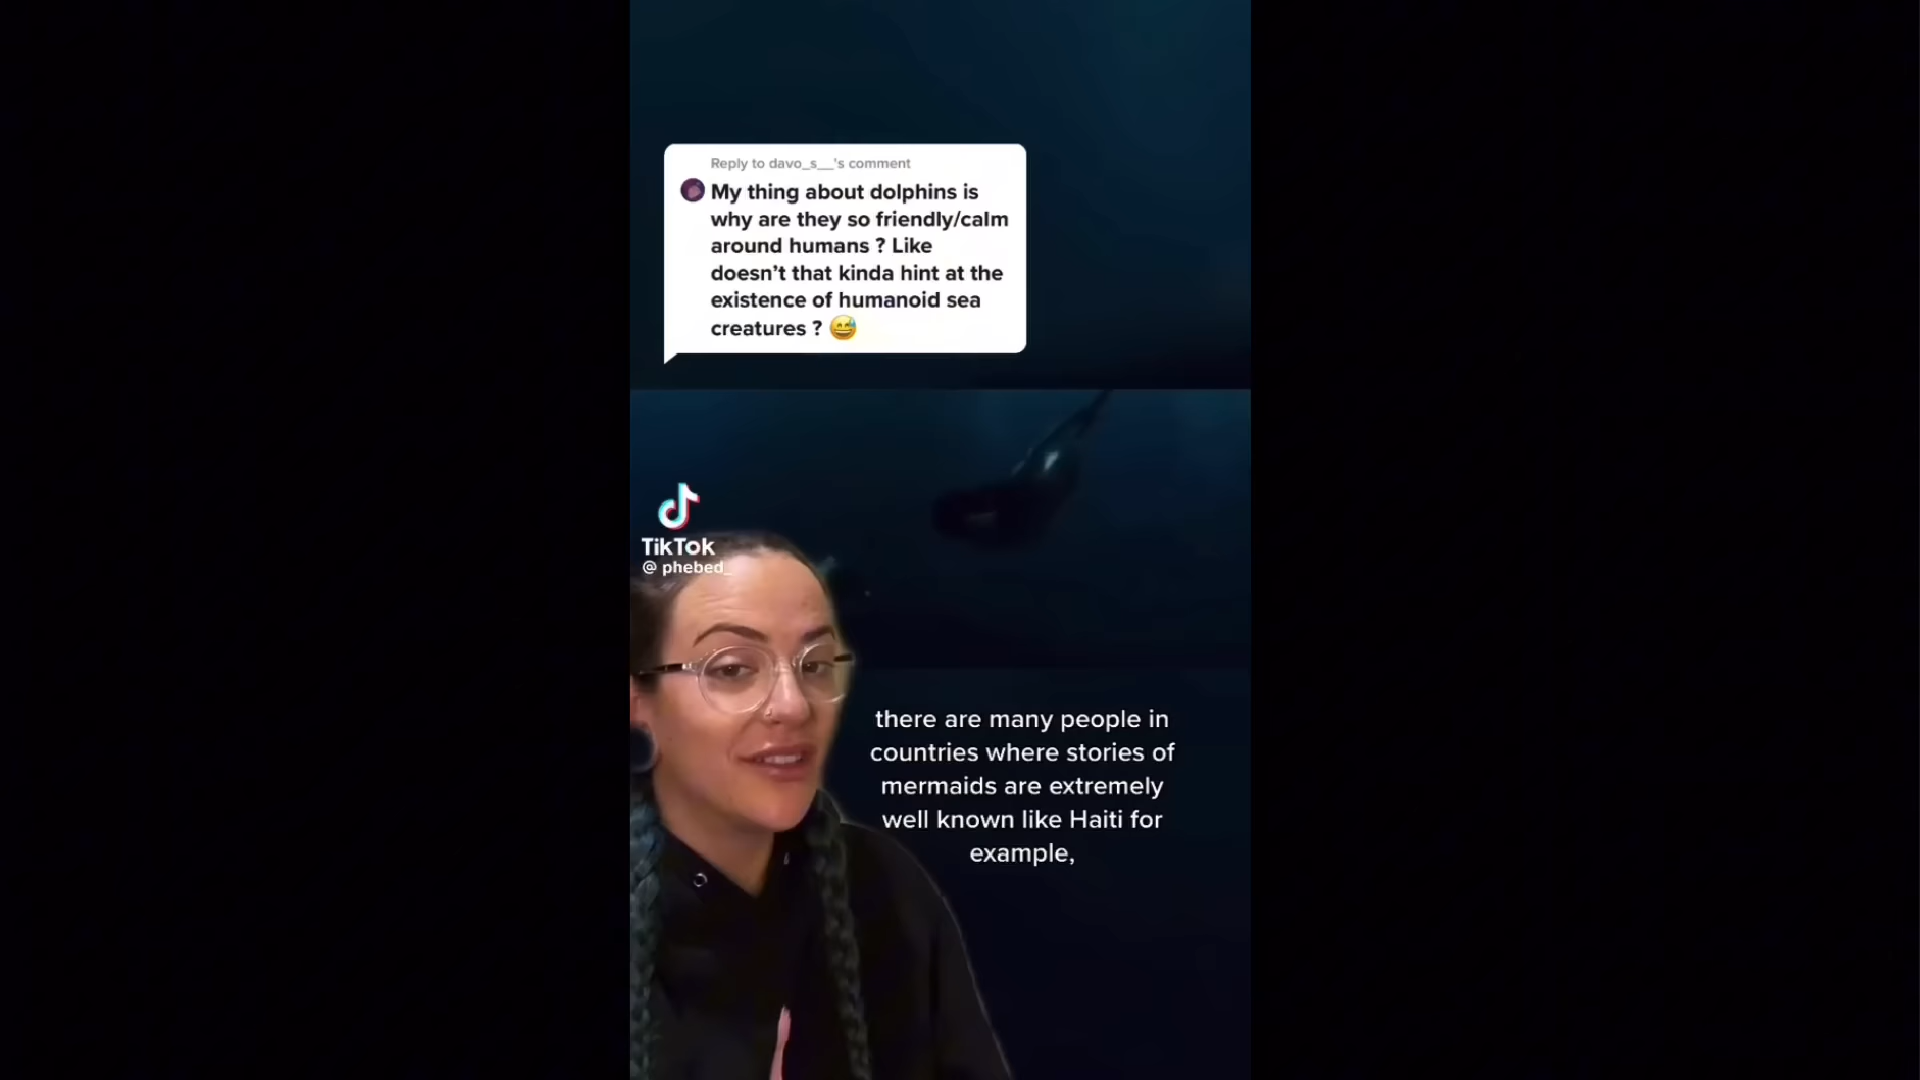 Reply to davo_s__'s comment
My thing about dolphins is
why are they so friendly/calm
around humans ? Like
doesn't that kinda hint at the
existence of humanoid sea
creatures ? 😅
TikTok
@ phebed_
there are many people in
countries where stories of
mermaids are extremely
well known like Haiti for
example,